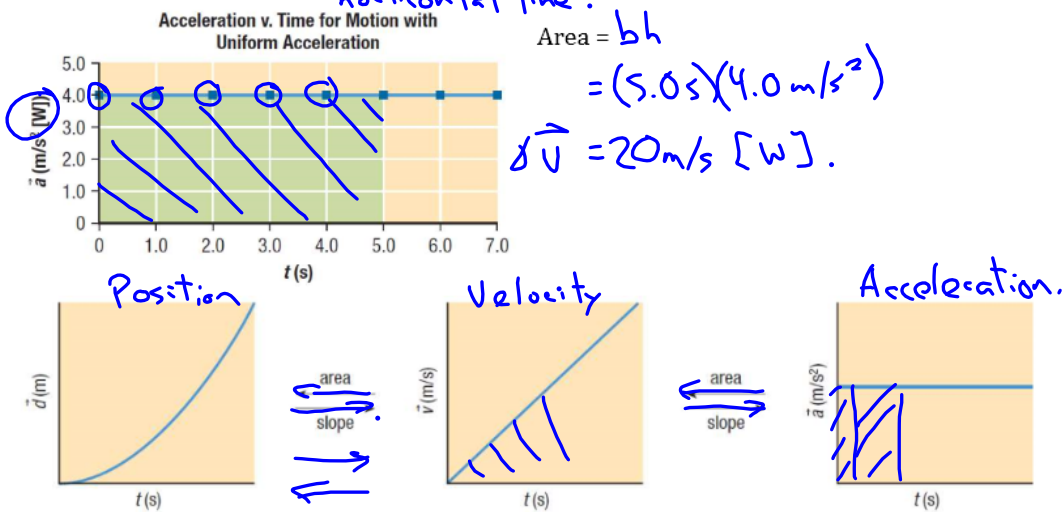 horizontal line.
Acceleration v. Time for Motion with
Uniform Acceleration
Area = bh
= (5.0s)(4.0 m/s²)
Δv⃗ = 20m/s [W].
a⃗ (m/s² [W])
5.0
4.0
3.0
2.0
1.0
0
0 1.0 2.0 3.0 4.0 5.0 6.0 7.0
t (s)
Position
Velocity
Acceleration.
d⃗ (m)
area
slope
v⃗ (m/s)
area
slope
a⃗ (m/s²)
t (s)
t (s)
t (s)